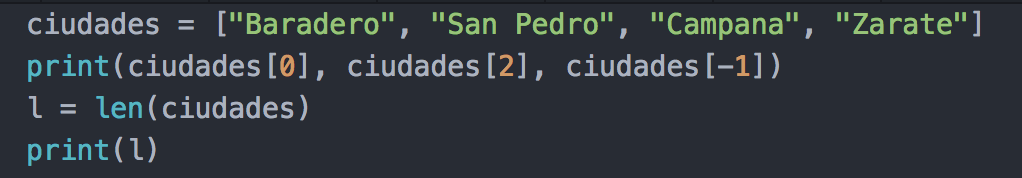 ciudades = ["Baradero", "San Pedro", "Campana", "Zarate"]
print(ciudades[0], ciudades[2], ciudades[-1])
l = len(ciudades)
print(l)